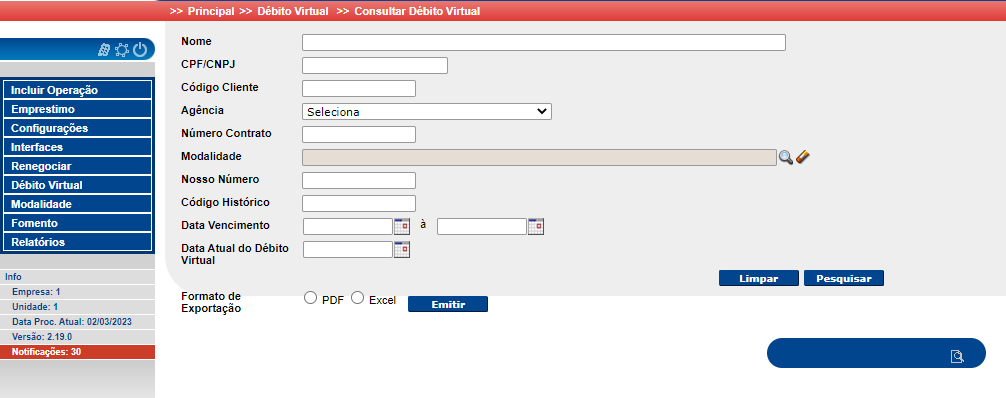 >> Principal >> Débito Virtual >> Consultar Débito Virtual
Incluir Operação
Emprestimo
Configurações
Interfaces
Renegociar
Débito Virtual
Modalidade
Fomento
Relatórios
Info
Empresa: 1
Unidade: 1
Data Proc. Atual: 02/03/2023
Versão: 2.19.0
Notificações: 30
Nome
CPF/CNPJ
Código Cliente
Agência Seleciona
Número Contrato
Modalidade
Nosso Número
Código Histórico
Data Vencimento à
Data Atual do Débito
Virtual
Limpar Pesquisar
Formato de
Exportação
PDF Excel Emitir